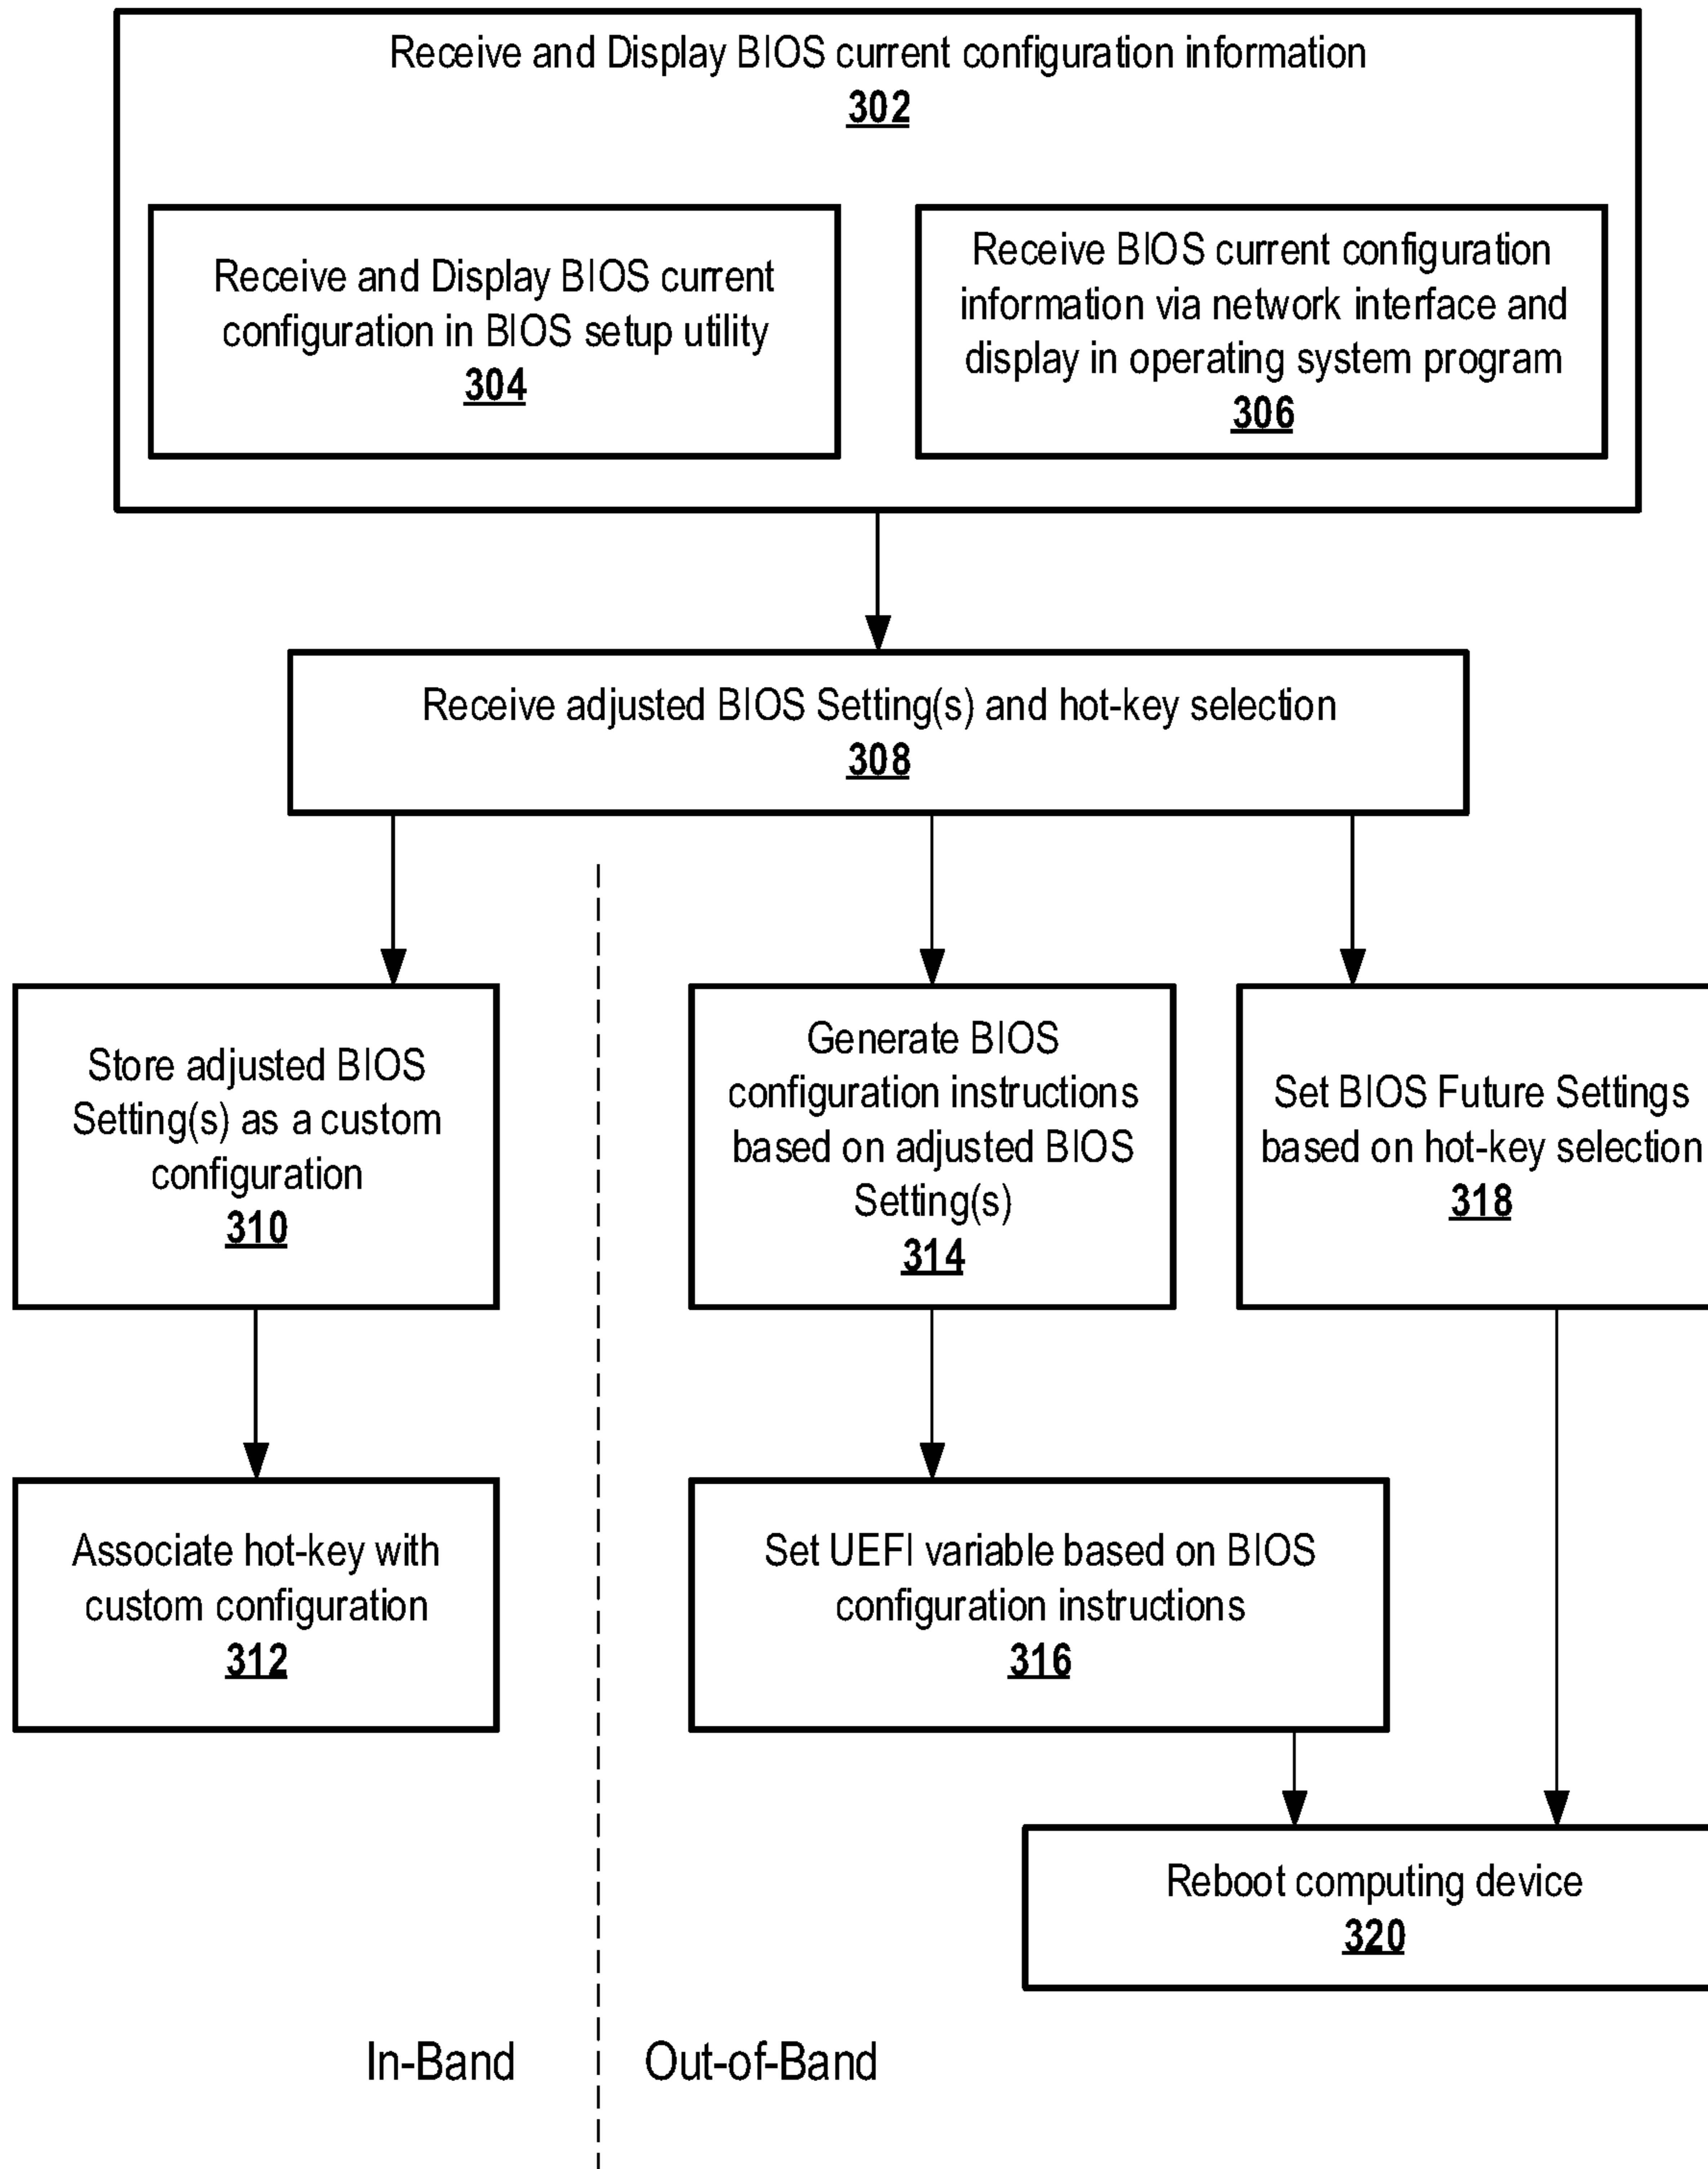 Receive and Display BIOS current configuration information
302
Receive and Display BIOS current
configuration in BIOS setup utility
304
Receive BIOS current configuration
information via network interface and
display in operating system program
306
Receive adjusted BIOS Setting(s) and hot-key selection
308
Store adjusted BIOS
Setting(s) as a custom
configuration
310
Generate BIOS
configuration instructions
based on adjusted BIOS
Setting(s)
314
Set BIOS Future Settings
based on hot-key selection
318
Associate hot-key with
custom configuration
312
Set UEFI variable based on BIOS
configuration instructions
316
Reboot computing device
320
In-Band
Out-of-Band